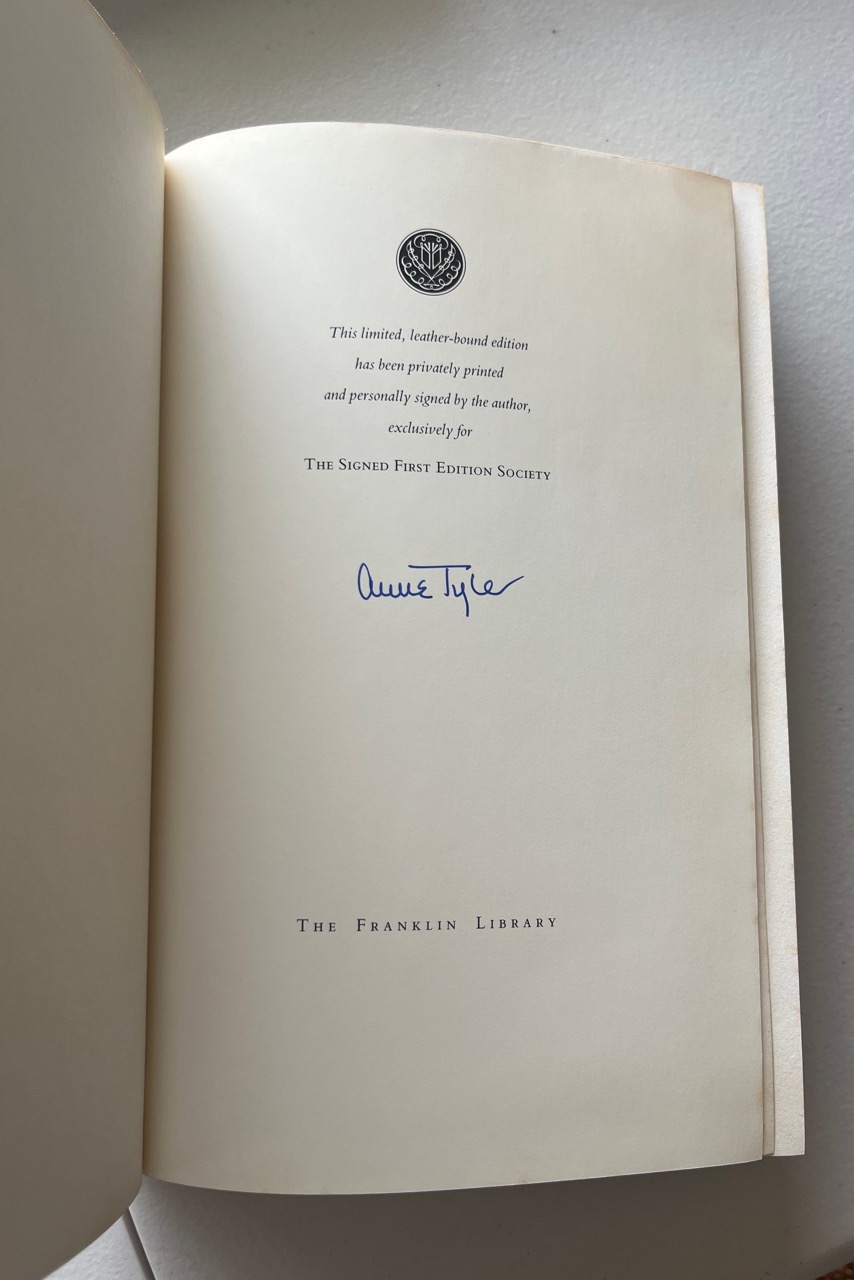 This limited, leather-bound edition
has been privately printed
and personally signed by the author,
exclusively for
THE SIGNED FIRST EDITION SOCIETY
Anne Tyler
THE FRANKLIN LIBRARY